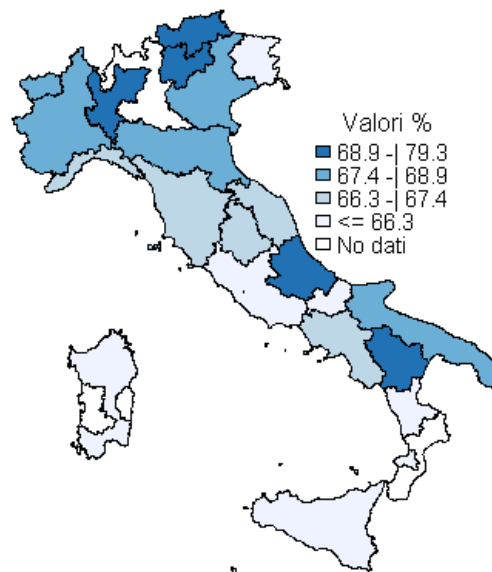 Valori %
68.9 -| 79.3
67.4 -| 68.9
66.3 -| 67.4
<= 66.3
No dati